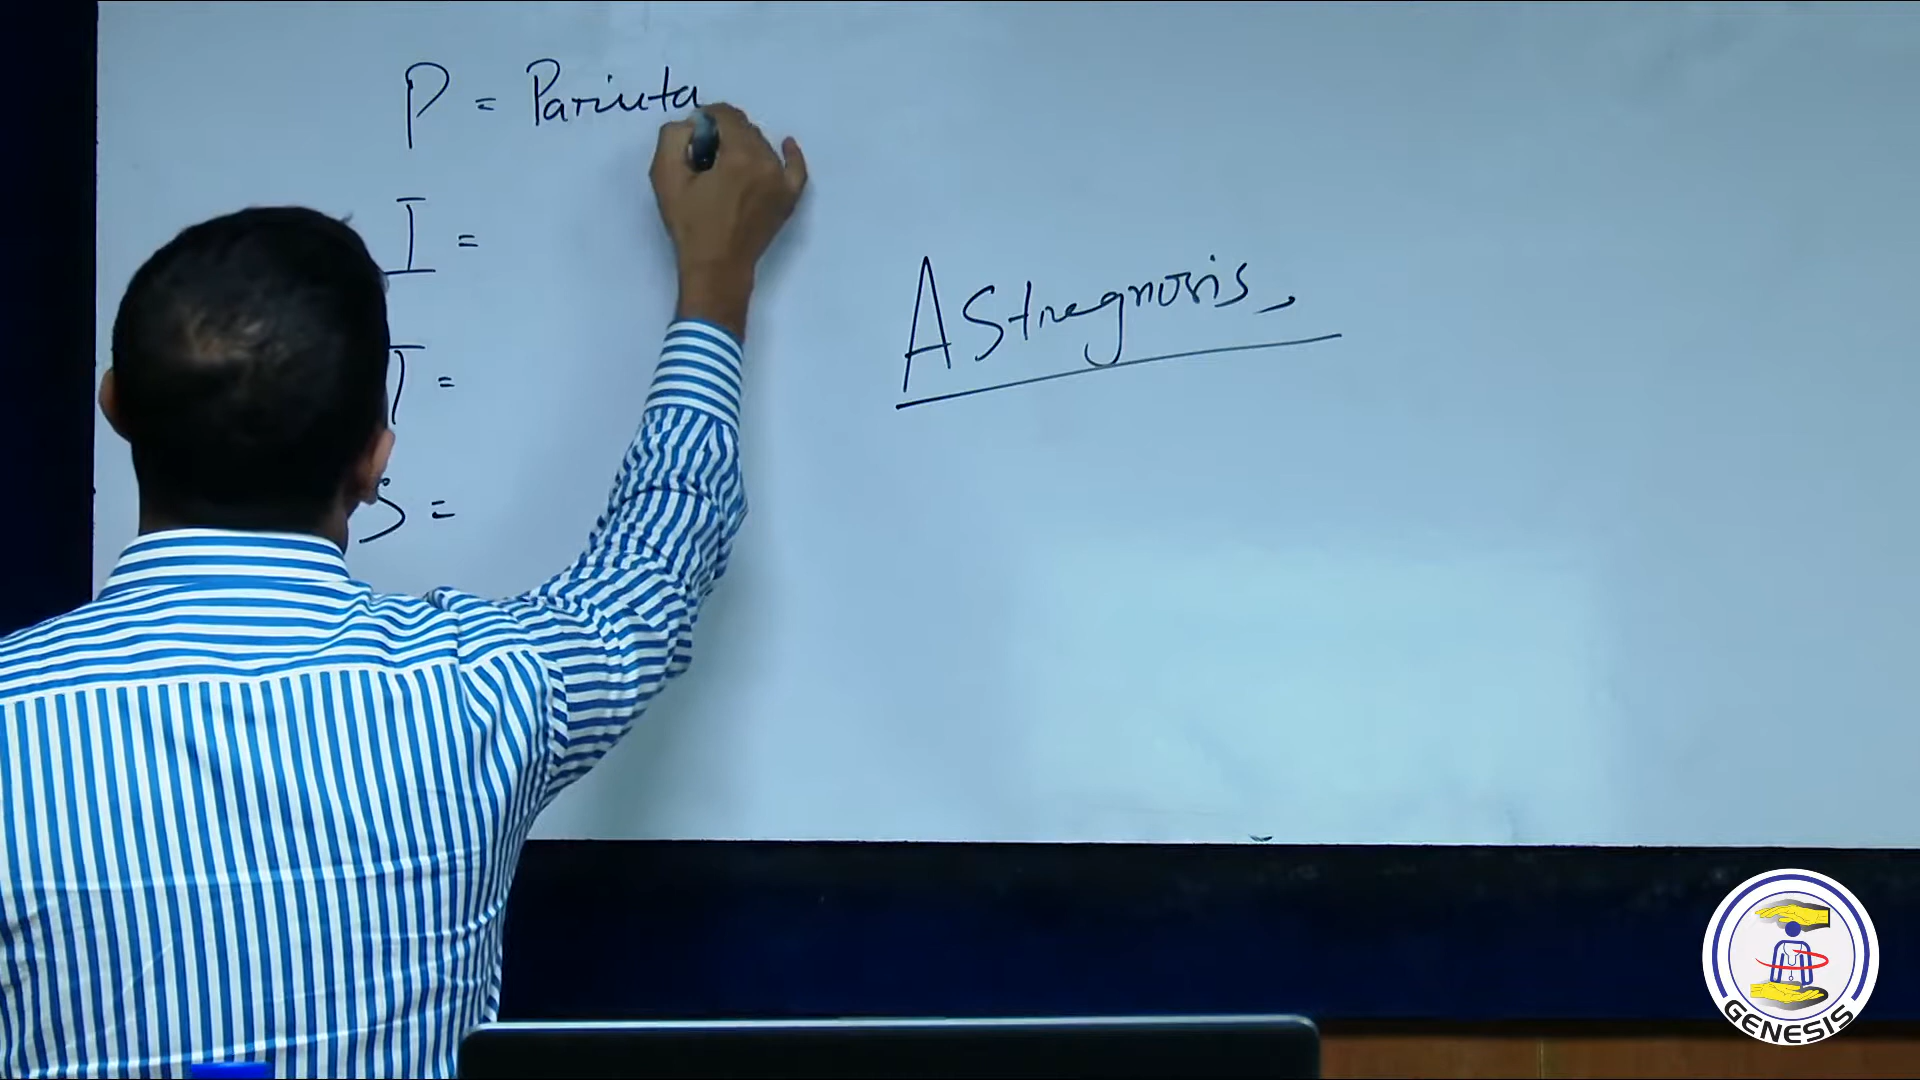 P = Parieta
I =
T =
S =
Astregnosis
GENESIS